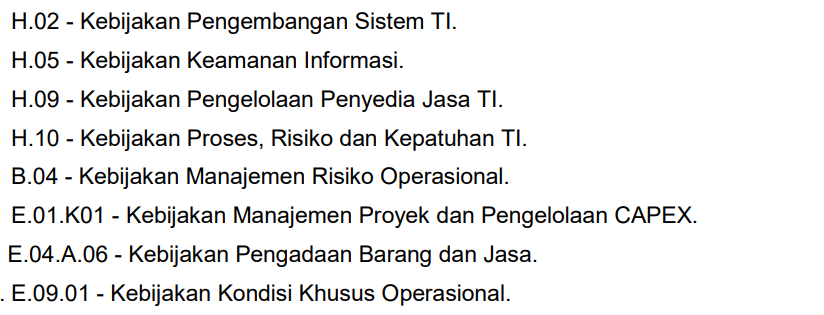 H.02 - Kebijakan Pengembangan Sistem TI.
H.05 - Kebijakan Keamanan Informasi.
H.09 - Kebijakan Pengelolaan Penyedia Jasa TI.
H.10 - Kebijakan Proses, Risiko dan Kepatuhan TI.
B.04 - Kebijakan Manajemen Risiko Operasional.
E.01.K01 - Kebijakan Manajemen Proyek dan Pengelolaan CAPEX.
E.04.A.06 - Kebijakan Pengadaan Barang dan Jasa.
. E.09.01 - Kebijakan Kondisi Khusus Operasional.